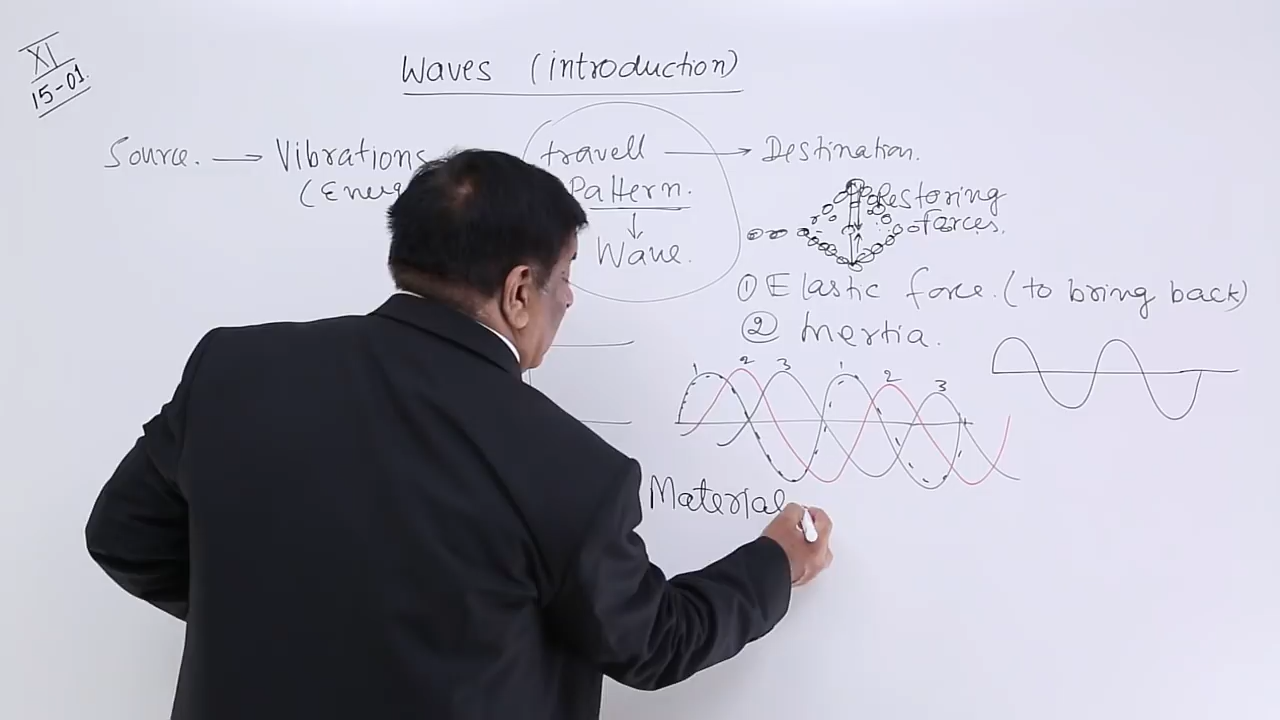 XI
15-01.
Waves (introduction)
Source. → Vibrations travell → Destination.
(Energ Pattern. Restoring
forces.
↓
Wave.
① Elastic force. (to bring back)
② Inertia.
1 2 3 1 2 3
Material